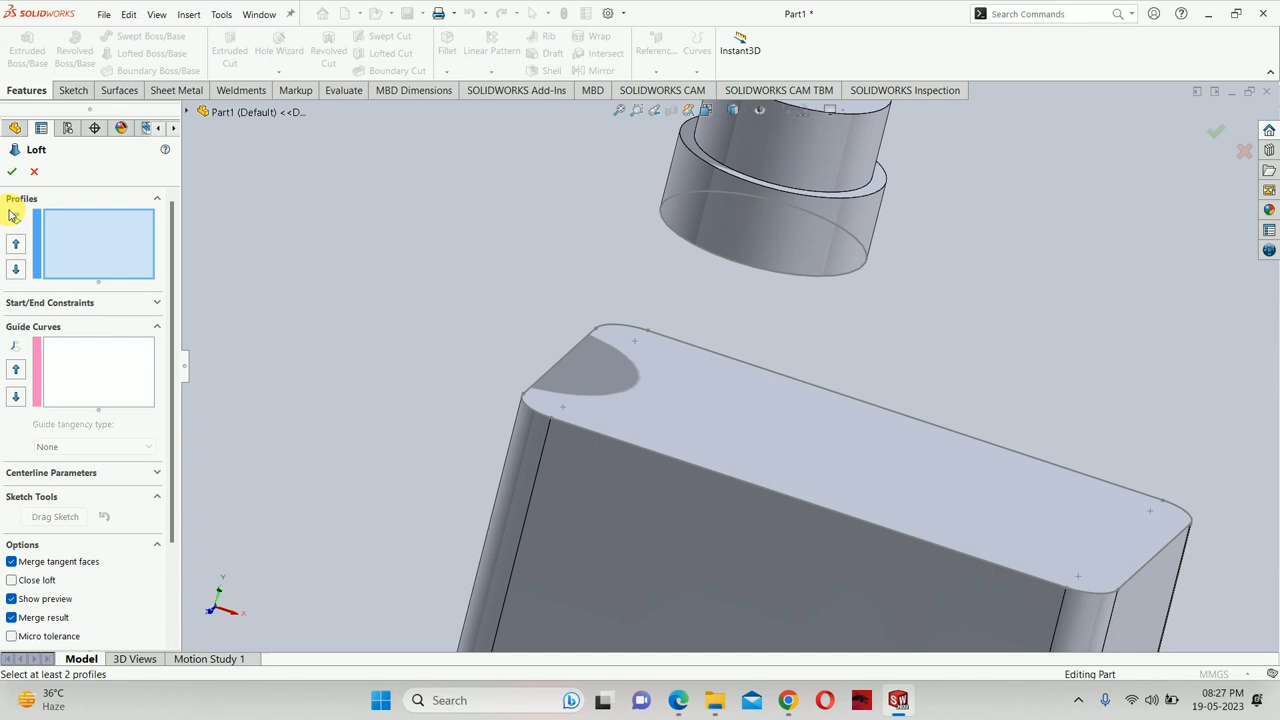 SOLIDWORKS File Edit View Insert Tools Window Part1 * Search Commands
Extruded Boss/Base Revolved Boss/Base Swept Boss/Base Lofted Boss/Base Boundary Boss/Base Extruded Cut Hole Wizard Revolved Cut Swept Cut Lofted Cut Boundary Cut Fillet Linear Pattern Rib Draft Shell Wrap Intersect Mirror Referenc... Curves Instant3D
Features Sketch Surfaces Sheet Metal Weldments Markup Evaluate MBD Dimensions SOLIDWORKS Add-Ins MBD SOLIDWORKS CAM SOLIDWORKS CAM TBM SOLIDWORKS Inspection
Part1 (Default) <<D...
Loft
Profiles
Start/End Constraints
Guide Curves
Guide tangency type:
None
Centerline Parameters
Sketch Tools
Drag Sketch
Options
Merge tangent faces
Close loft
Show preview
Merge result
Micro tolerance
Y
X
Z
Model 3D Views Motion Study 1
Select at least 2 profiles Editing Part MMGS
36°C
Haze
Search
08:27 PM
19-05-2023